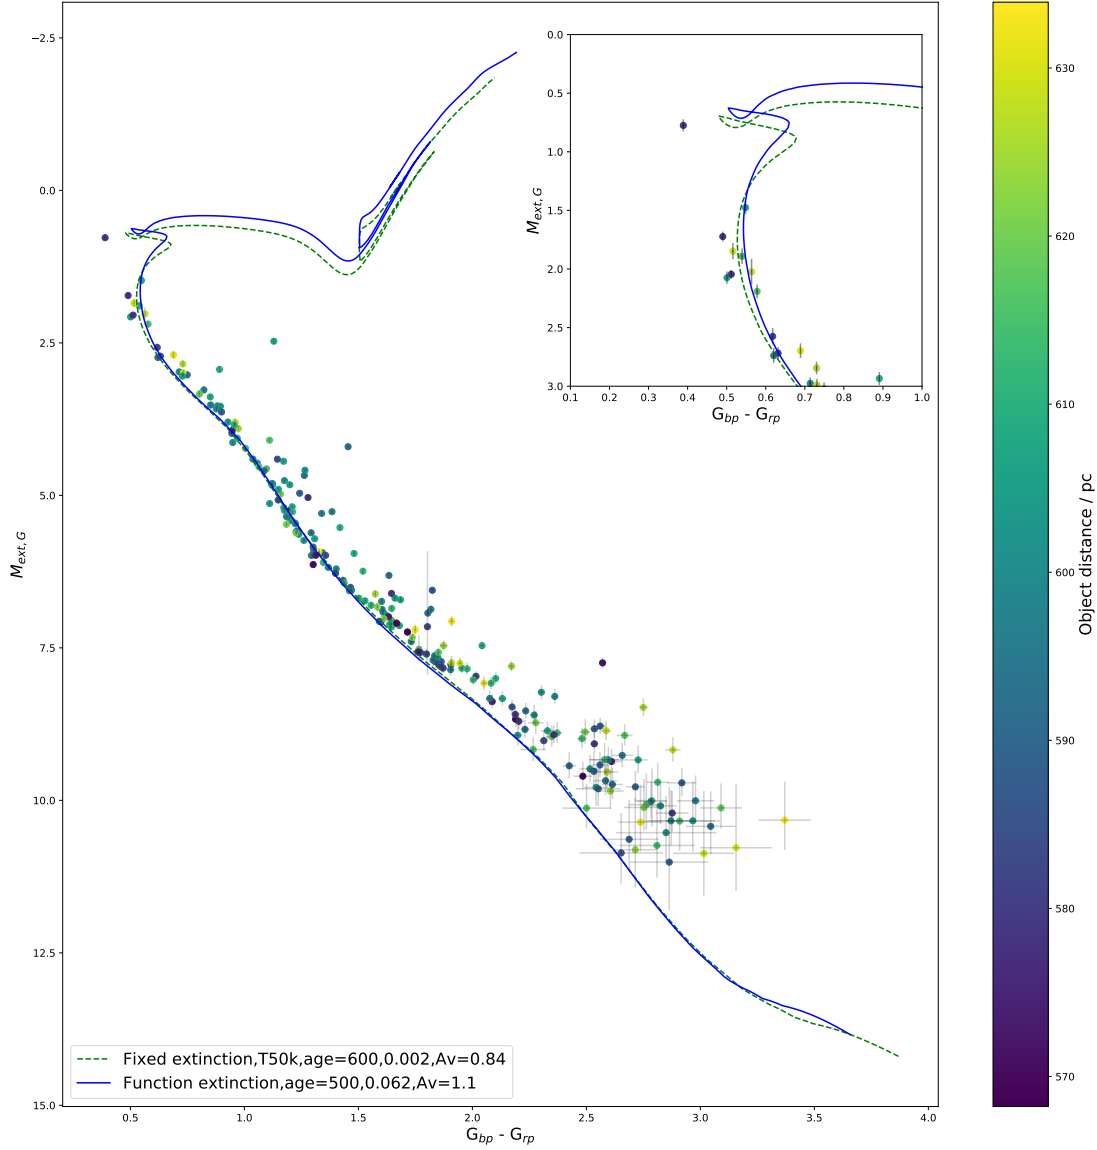 −2.5
0.0
2.5
5.0
7.5
10.0
12.5
15.0
M_ext,G
0.5 1.0 1.5 2.0 2.5 3.0 3.5 4.0
G_bp - G_rp
0.0
0.5
1.0
1.5
2.0
2.5
3.0
M_ext,G
0.1 0.2 0.3 0.4 0.5 0.6 0.7 0.8 0.9 1.0
G_bp - G_rp
Fixed extinction,T50k,age=600,0.002,Av=0.84
Function extinction,age=500,0.062,Av=1.1
630
620
610
600
590
580
570
Object distance / pc